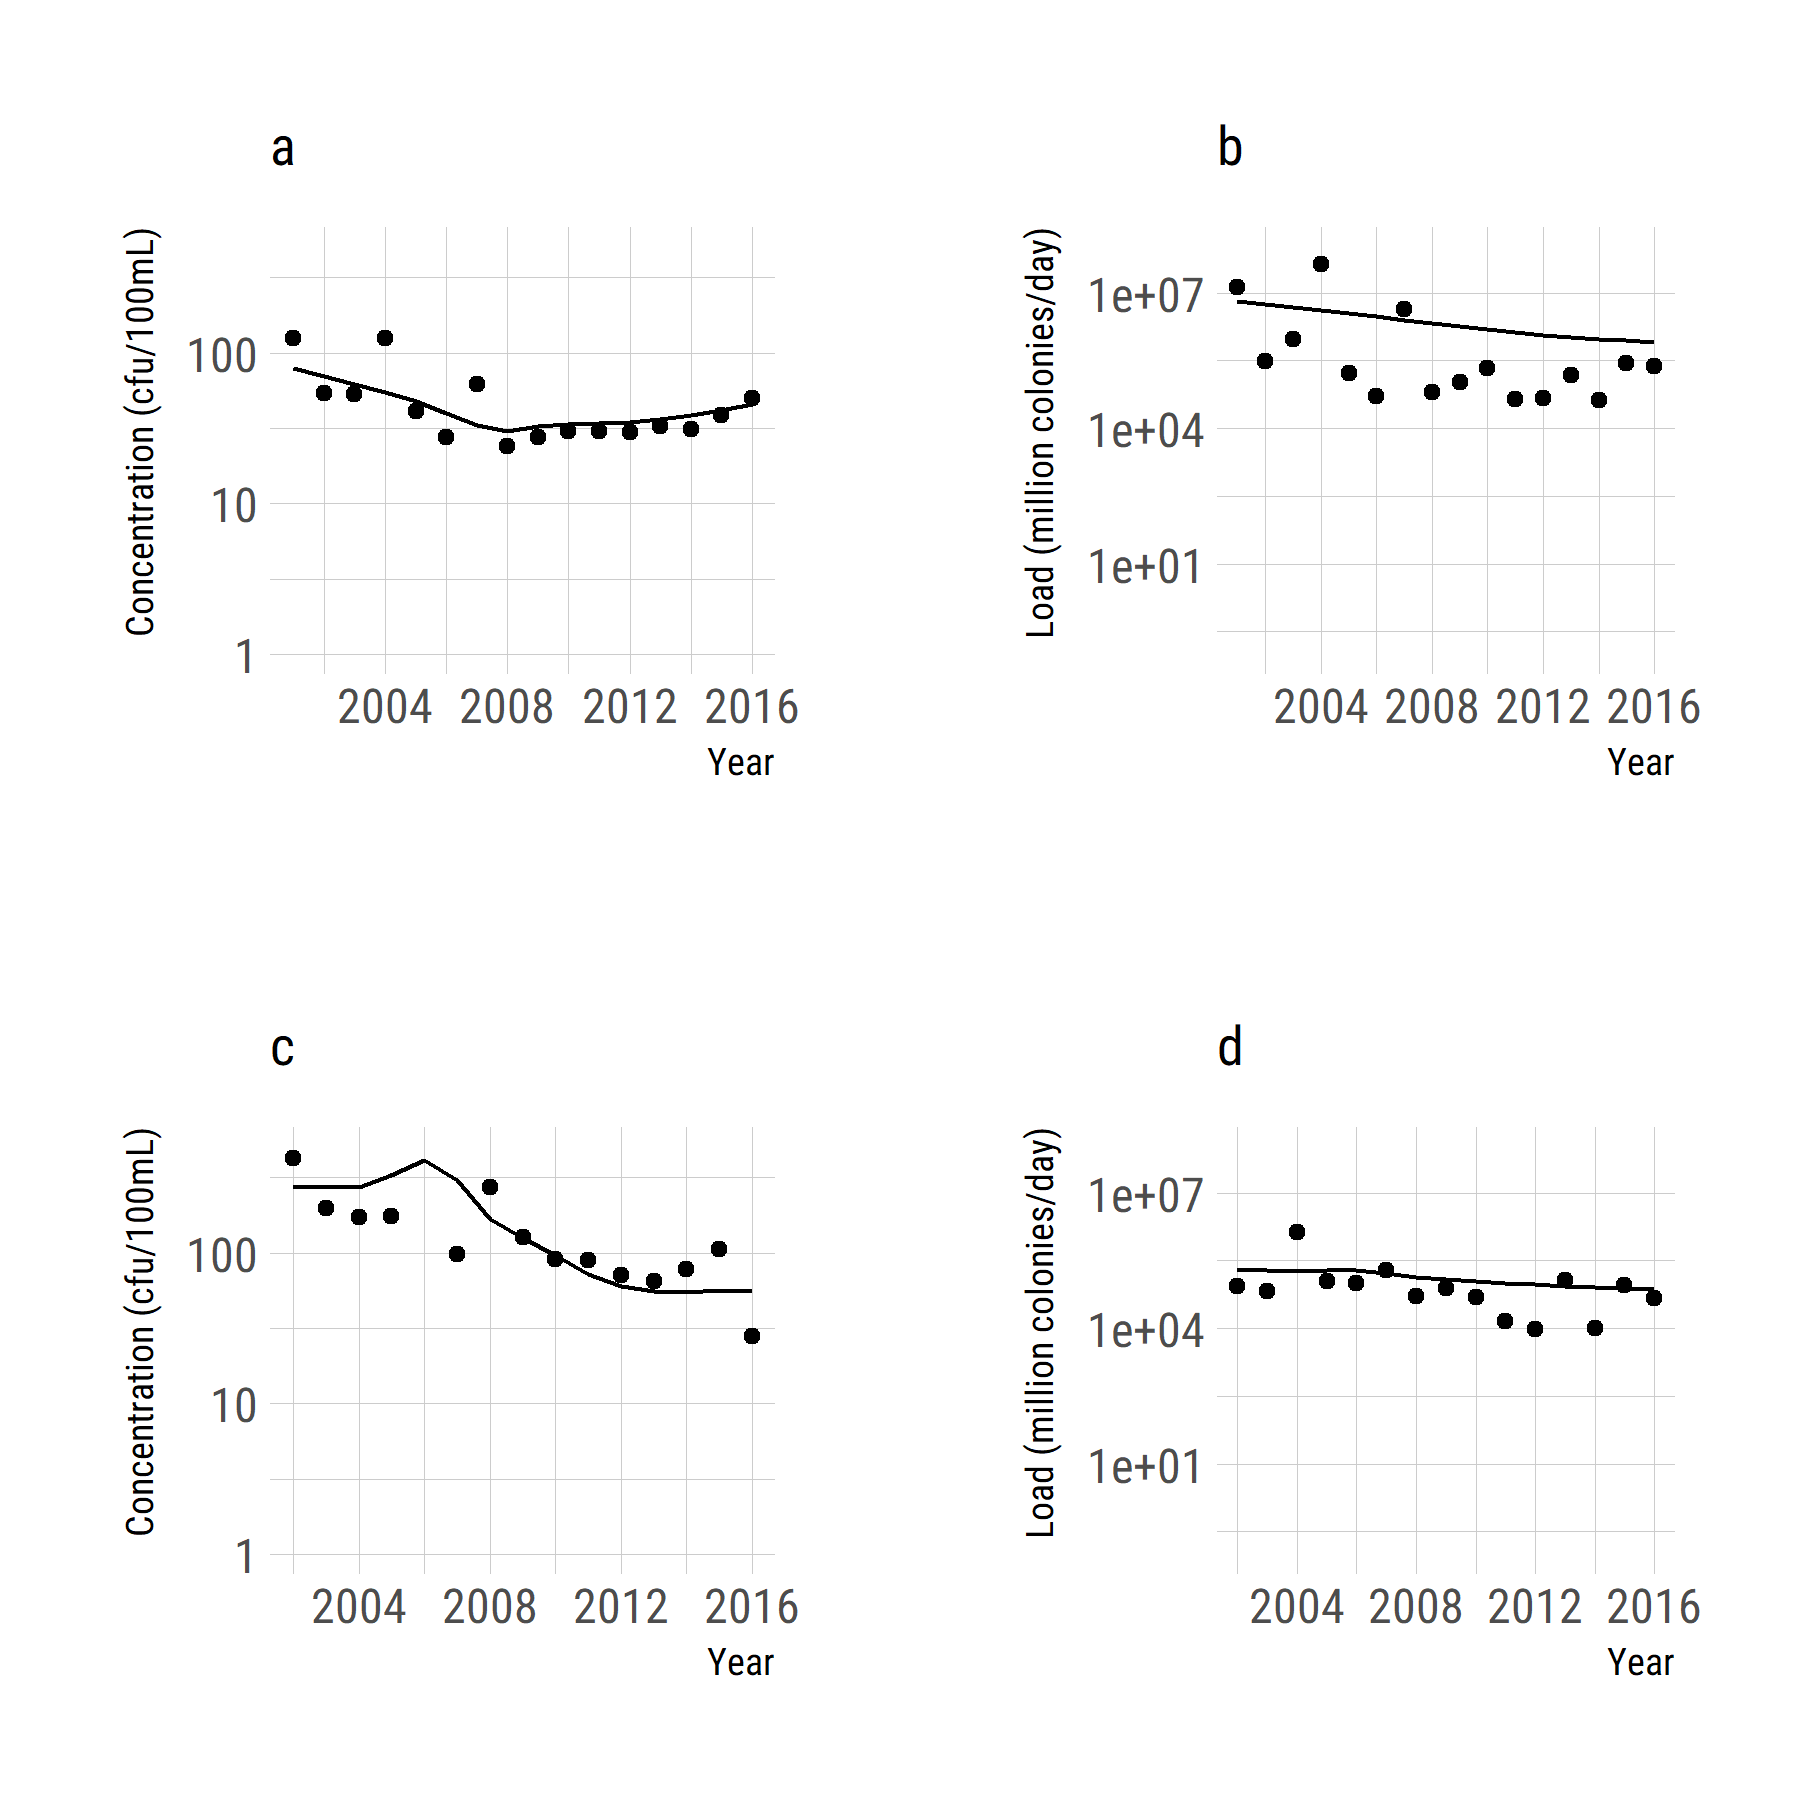 a
Concentration (cfu/100mL)
100
10
1
2004 2008 2012 2016
Year
b
Load (million colonies/day)
1e+07
1e+04
1e+01
2004 2008 2012 2016
Year
c
Concentration (cfu/100mL)
100
10
1
2004 2008 2012 2016
Year
d
Load (million colonies/day)
1e+07
1e+04
1e+01
2004 2008 2012 2016
Year